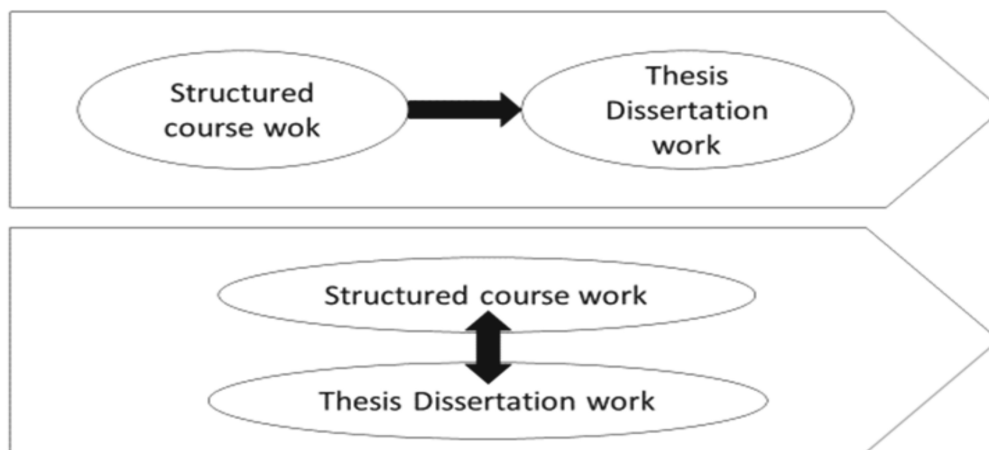 Structured
course wok
Thesis
Dissertation
work
Structured course work
Thesis Dissertation work